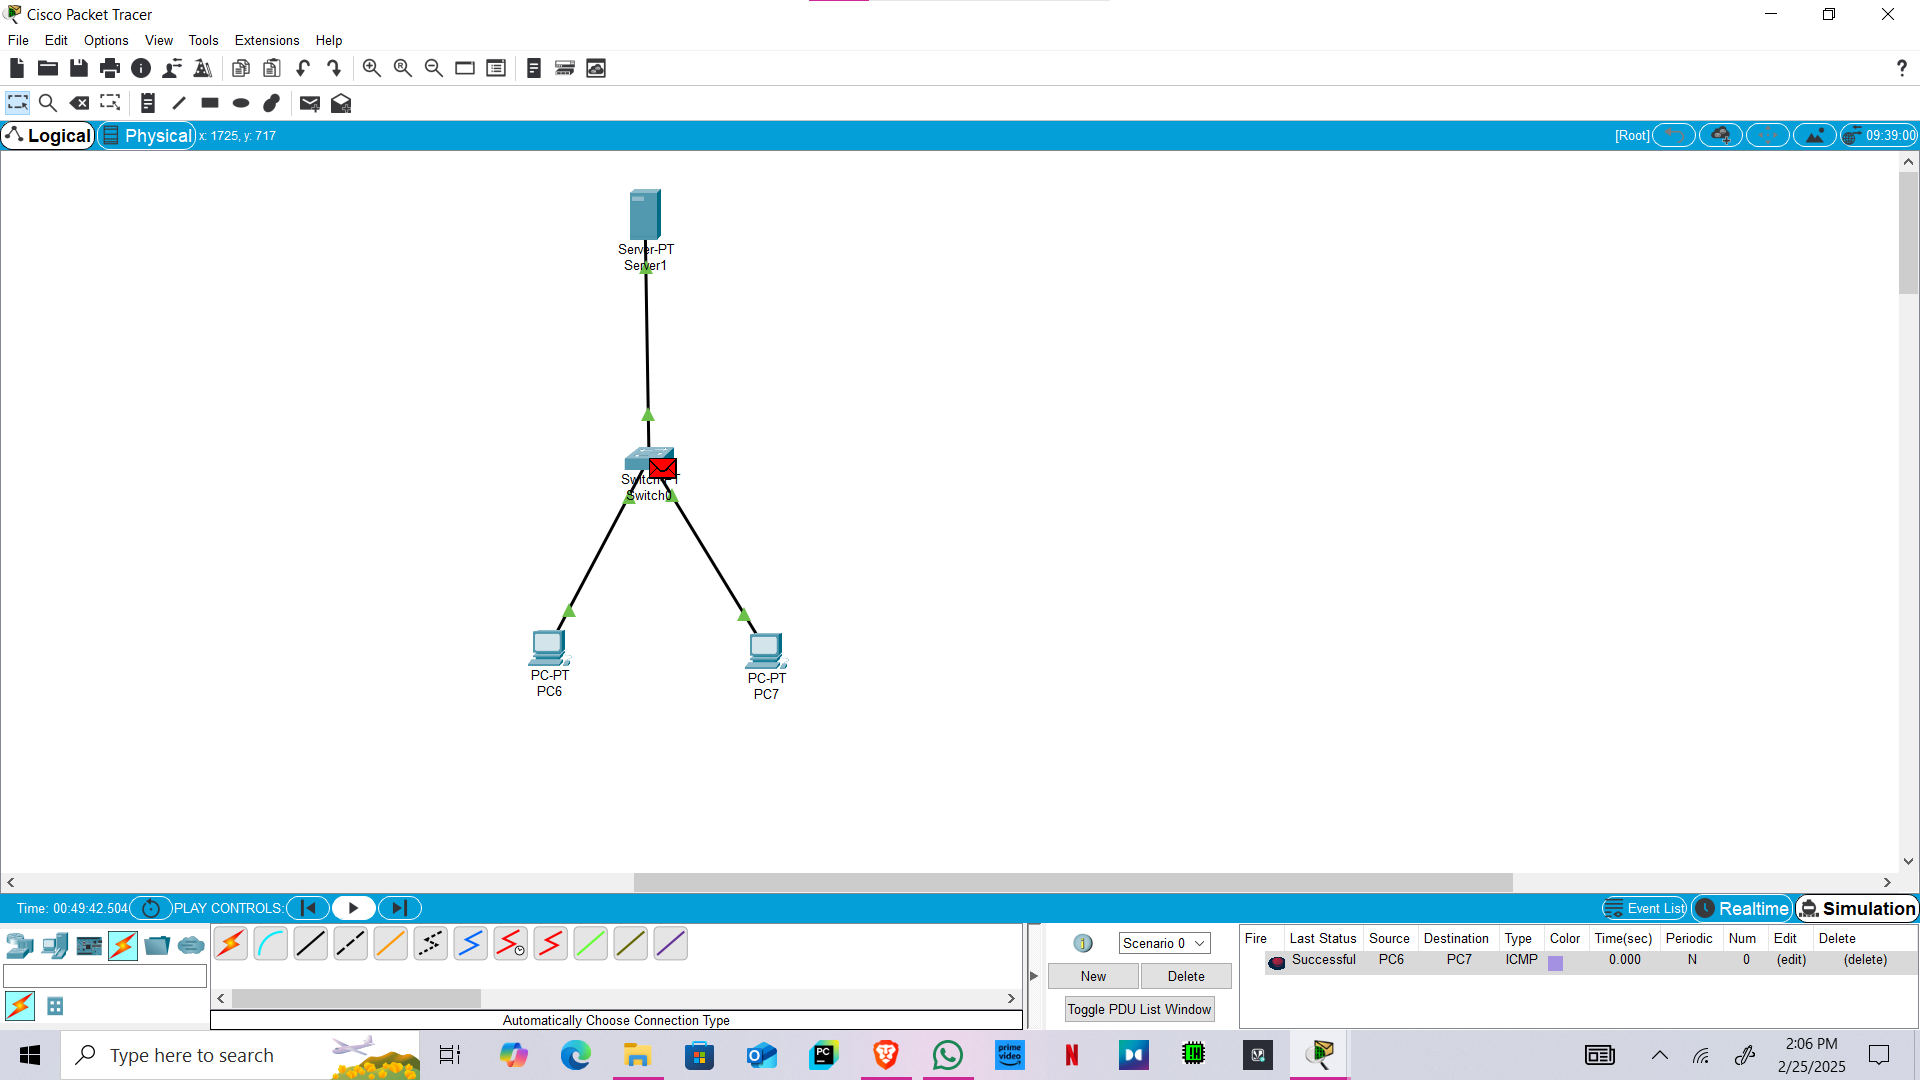 Cisco Packet Tracer
File Edit Options View Tools Extensions Help
?
Logical Physical x: 1725, y: 717 [Root] 09:39:00
Server-PT
Server1
Switch0
PC-PT
PC6
PC-PT
PC7
Time: 00:49:42.504 PLAY CONTROLS: Event List Realtime Simulation
Scenario 0
New Delete
Toggle PDU List Window
Fire Last Status Source Destination Type Color Time(sec) Periodic Num Edit Delete
Successful PC6 PC7 ICMP 0.000 N 0 (edit) (delete)
Automatically Choose Connection Type
Type here to search
PC
prime video
N
2:06 PM
2/25/2025